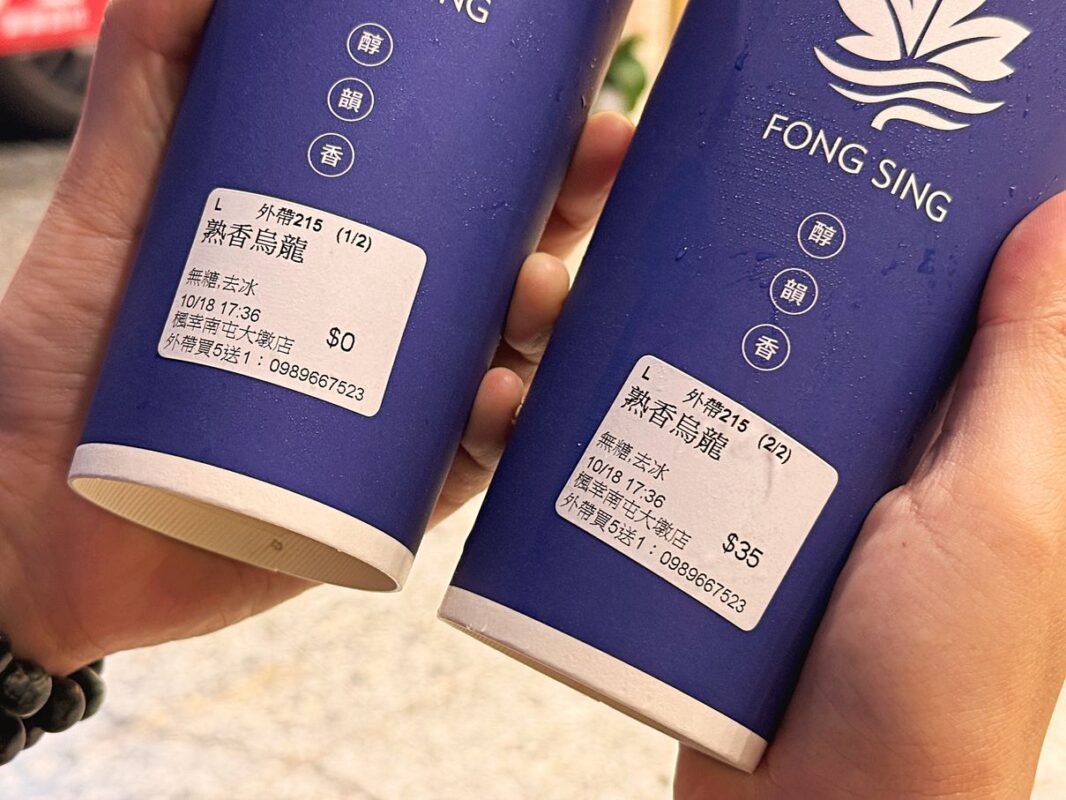 ING
醇
韻
香
L 外帶215 (1/2)
熟香烏龍
無糖,去冰
10/18 17:36
楓幸南屯大墩店 $0
外帶買5送1：0989667523
FONG SING
醇
韻
香
L 外帶215 (2/2)
熟香烏龍
無糖,去冰
10/18 17:36
楓幸南屯大墩店 $35
外帶買5送1：0989667523